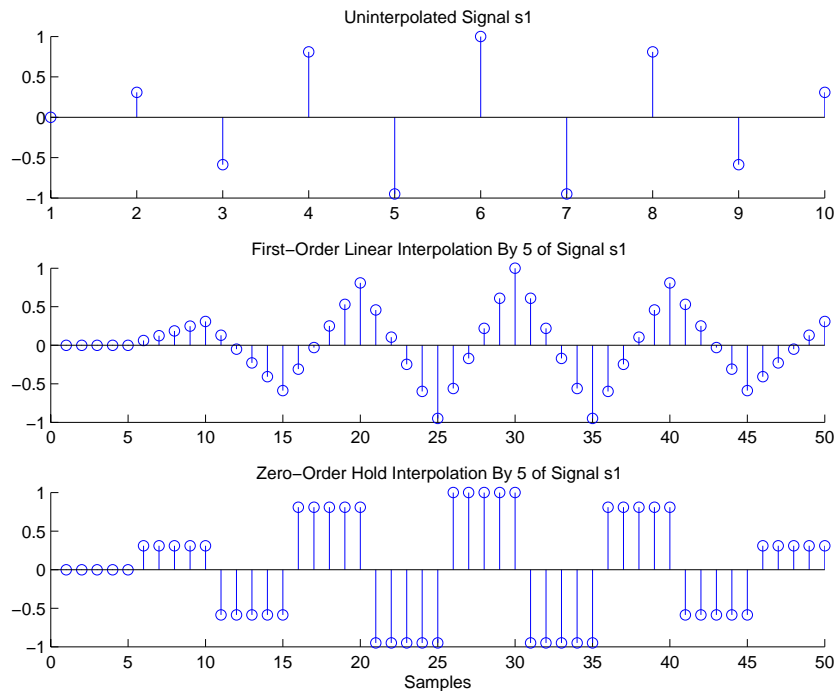 Uninterpolated Signal s1
1
0.5
0
−0.5
−1
1 2 3 4 5 6 7 8 9 10
First−Order Linear Interpolation By 5 of Signal s1
1
0.5
0
−0.5
−1
0 5 10 15 20 25 30 35 40 45 50
Zero−Order Hold Interpolation By 5 of Signal s1
1
0.5
0
−0.5
−1
0 5 10 15 20 25 30 35 40 45 50
Samples